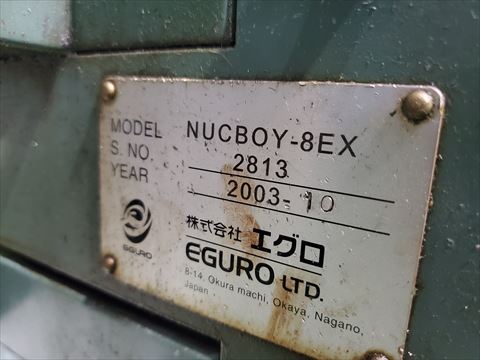 MODEL NUCBOY-8EX
S. NO. 2813
YEAR 2003-10
EGURO
株式会社 エグロ
EGURO LTD.
8-14, Okura machi, Okaya, Nagano,
Japan